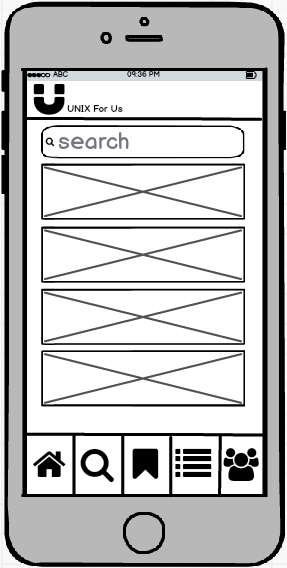 ABC 09:36 PM
UNIX For Us
search